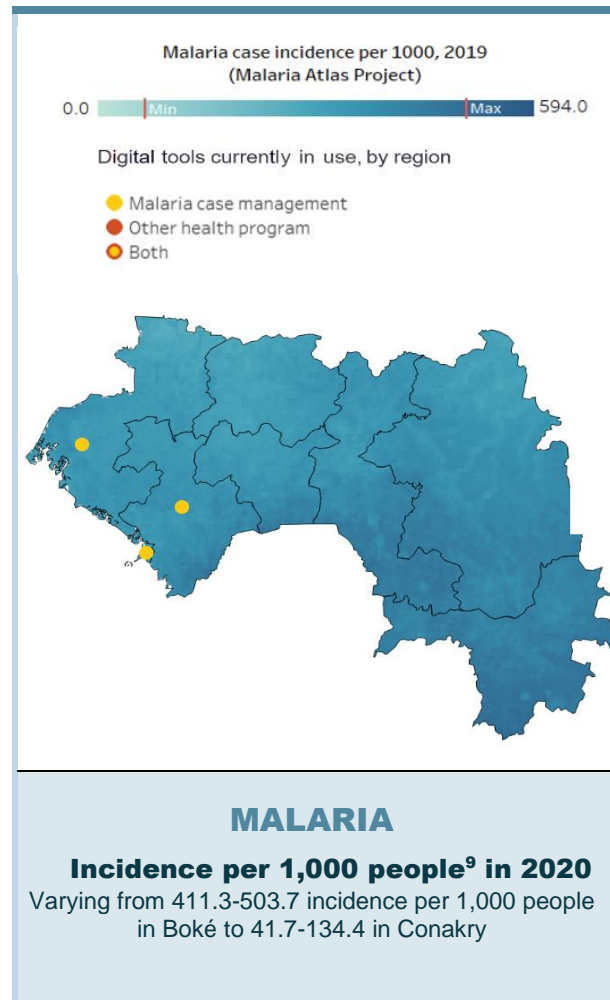 Malaria case incidence per 1000, 2019
(Malaria Atlas Project)
0.0 Min Max 594.0
Digital tools currently in use, by region
Malaria case management
Other health program
Both
MALARIA
Incidence per 1,000 people⁹ in 2020
Varying from 411.3-503.7 incidence per 1,000 people
in Boké to 41.7-134.4 in Conakry